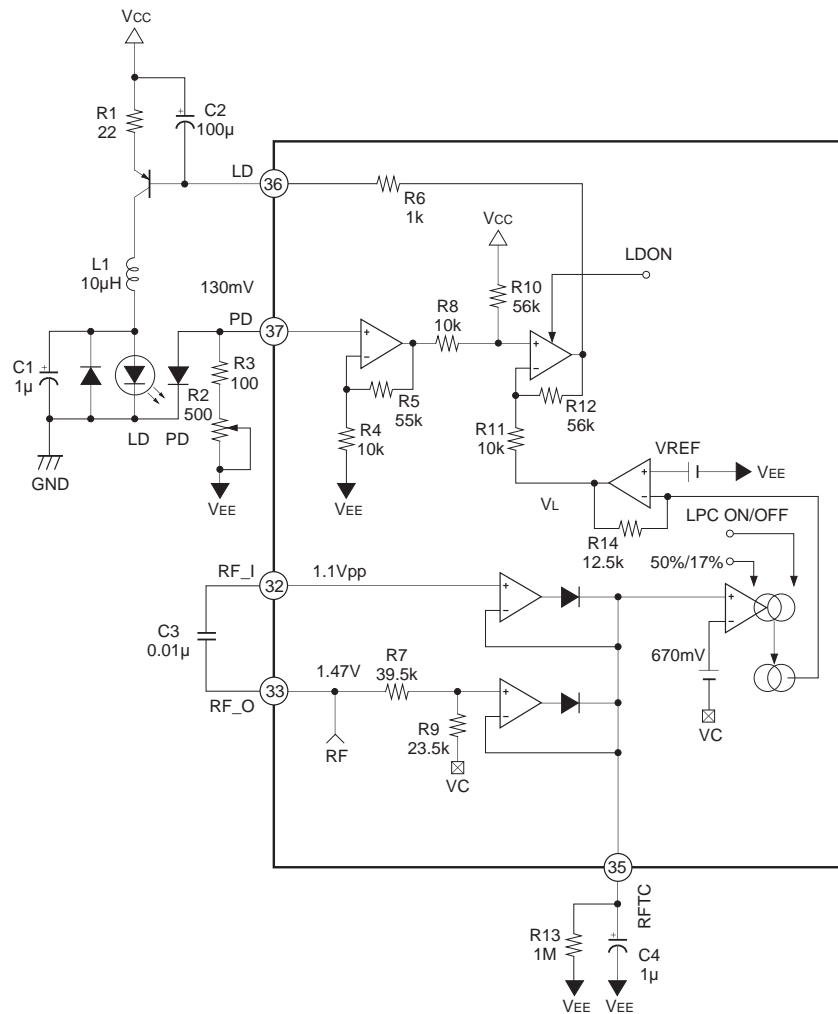 VCC
R1
22
C2
100µ
LD
36
R6
1k
VCC
LDON
L1
10µH
130mV
PD
37
R8
10k
R10
56k
C1
1µ
R3
100
R2
500
R5
55k
R12
56k
R4
10k
R11
10k
VREF
VEE
LD
PD
GND
VEE
VEE
VL
LPC ON/OFF
R14
12.5k
50%/17%
RF_I
32
1.1Vpp
C3
0.01µ
670mV
33
1.47V
R7
39.5k
RF_O
R9
23.5k
VC
RF
VC
35
RFTC
R13
1M
C4
1µ
VEE
VEE